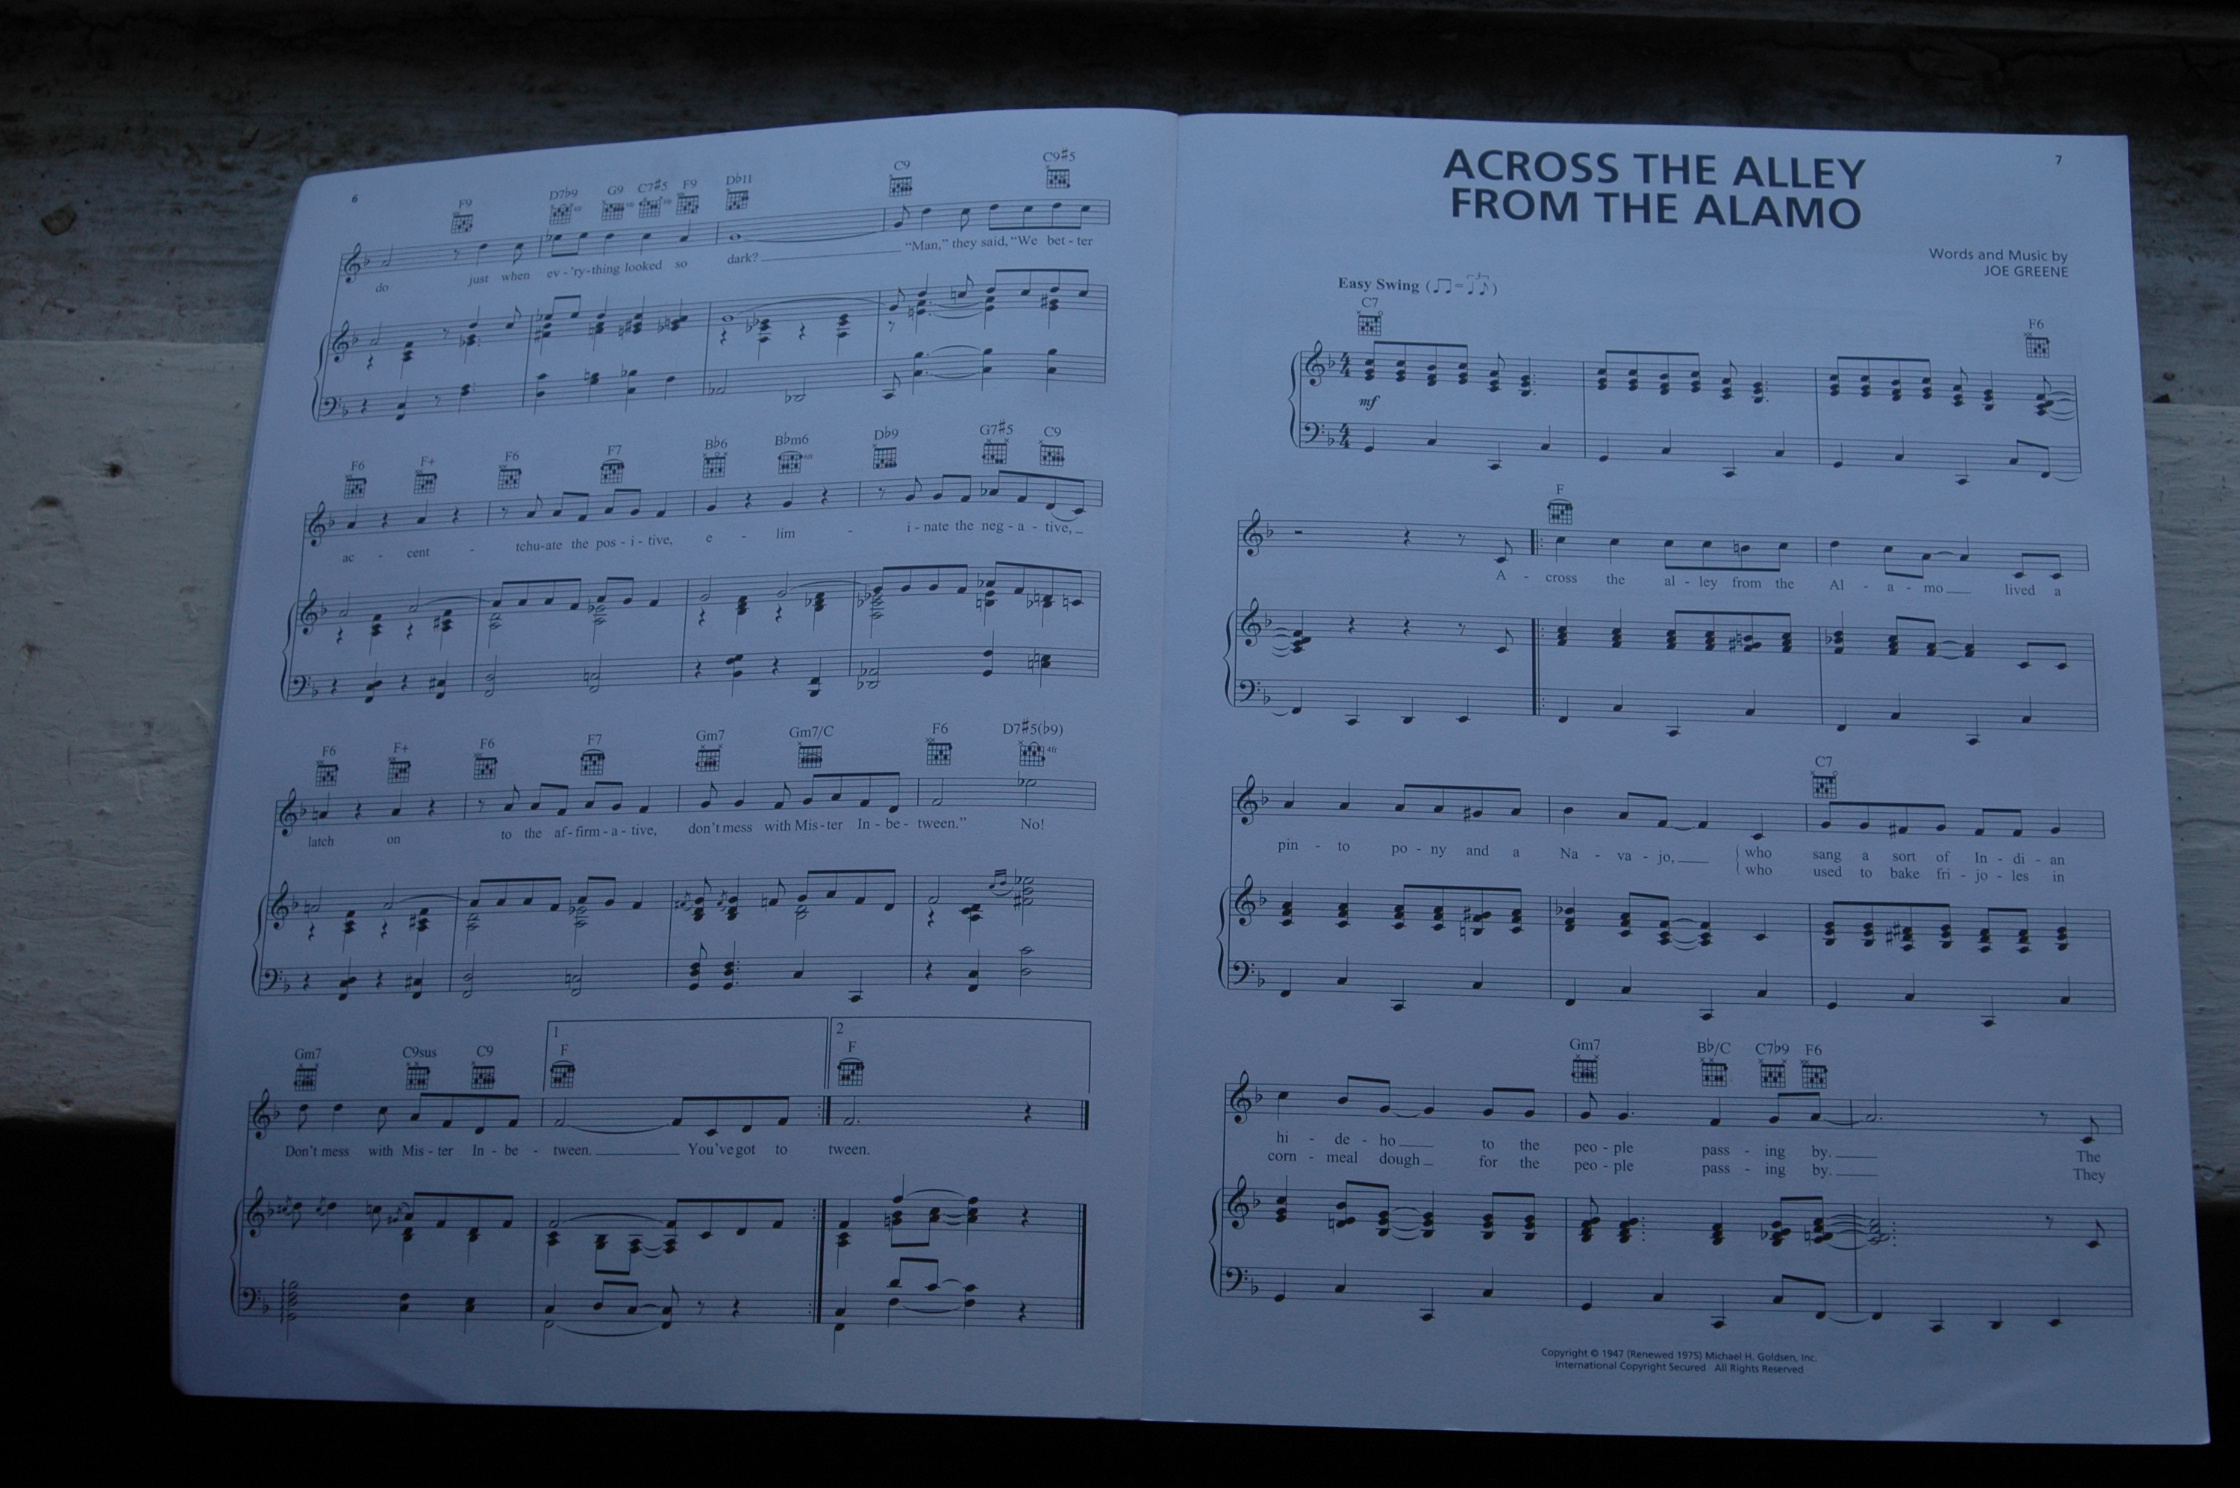 6
F9 D7♭9 G9 C7♯5 F9 D♭11 C9 C9♯5
do just when ev - 'ry - thing looked so dark? "Man," they said, "We bet - ter
F6 F+ F6 F7 B♭6 B♭m6 D♭9 G7♯5 C9
ac - cent - tchu-ate the pos - i - tive, e - lim - i - nate the neg - a - tive,
F6 F+ F6 F7 Gm7 Gm7/C F6 D7♯5(♭9)
4fr
latch on to the af - firm - a - tive, don't mess with Mis - ter In - be - tween." No!
1 2
Gm7 C9sus C9 F F
Don't mess with Mis - ter In - be - tween. You've got to tween.
7
ACROSS THE ALLEY
FROM THE ALAMO
Words and Music by
JOE GREENE
Easy Swing
3
C7 F6
mf
F
A - cross the al - ley from the Al - a - mo lived a
C7
pin - to po - ny and a Na - va - jo, who sang a sort of In - di - an
who used to bake fri - jo - les in
Gm7 B♭/C C7♭9 F6
hi - de - ho to the peo - ple pass - ing by. The
corn - meal dough for the peo - ple pass - ing by. They
Copyright © 1947 (Renewed 1975) Michael H. Goldsen, Inc.
International Copyright Secured All Rights Reserved